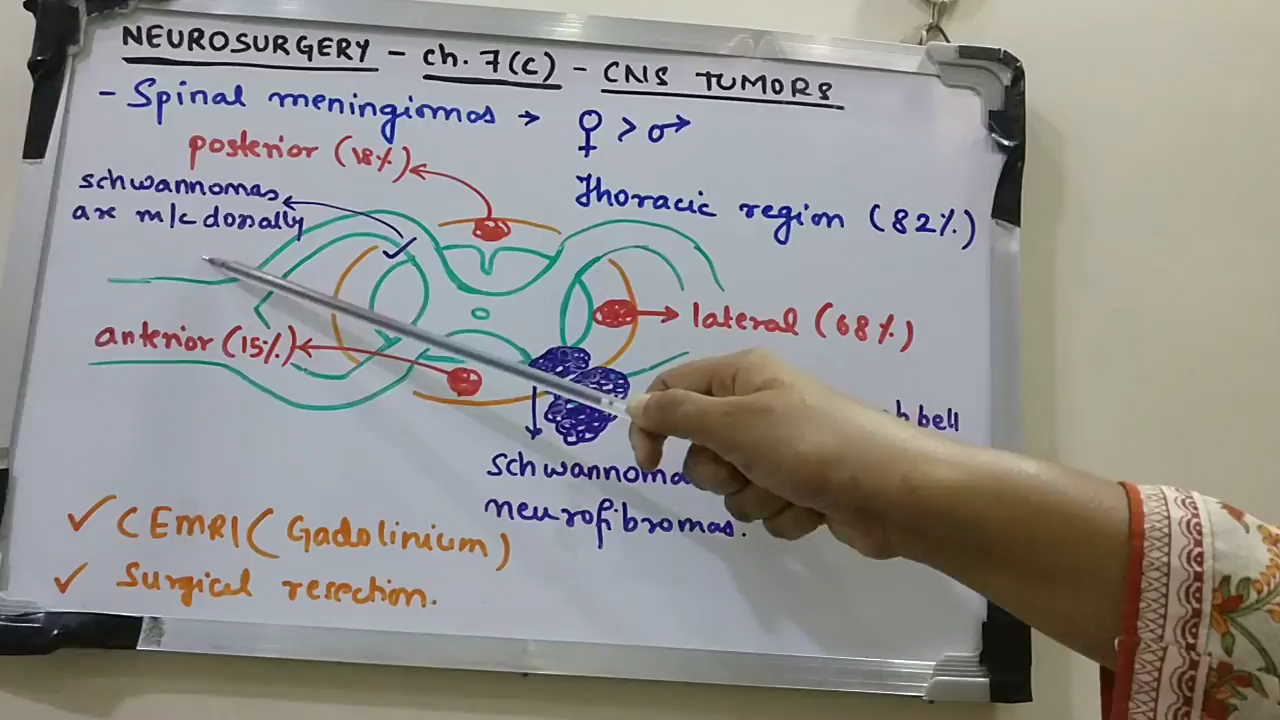 NEUROSURGERY - Ch. 7(C) - CNS TUMORS
- Spinal meningiomas → ♀ > ♂
posterior (18%)
Thoracic region (82%)
schwannomas
are m/c dorsally
lateral (68%)
anterior (15%)
bell
schwannoma
neurofibromas.
✓ CEMRI (Gadolinium)
✓ Surgical resection.